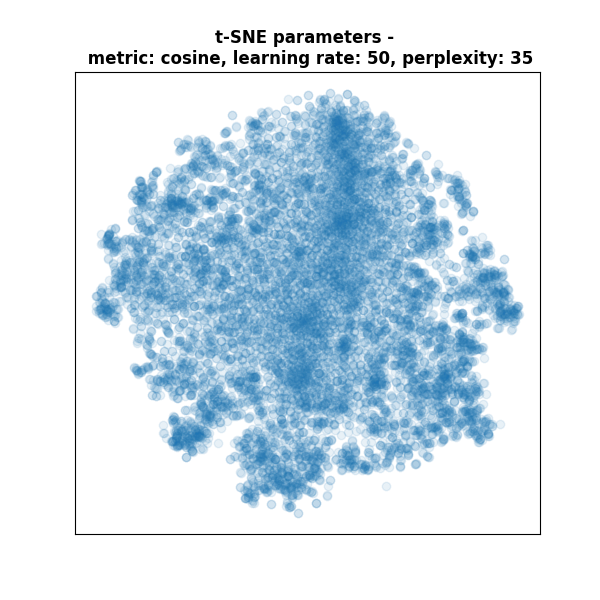 t-SNE parameters -
metric: cosine, learning rate: 50, perplexity: 35